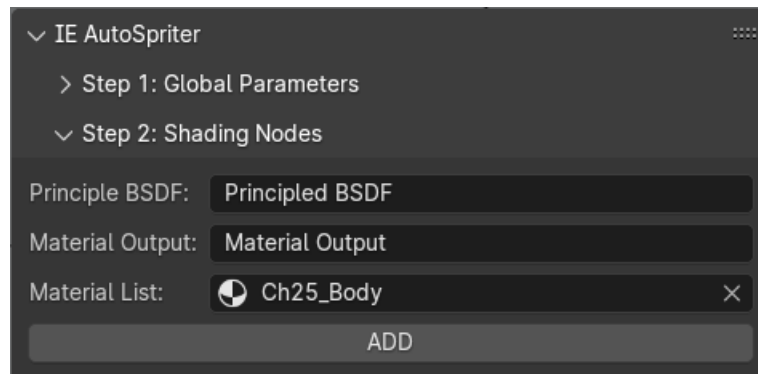 IE AutoSpriter
Step 1: Global Parameters
Step 2: Shading Nodes
Principle BSDF: Principled BSDF
Material Output: Material Output
Material List: Ch25_Body
ADD